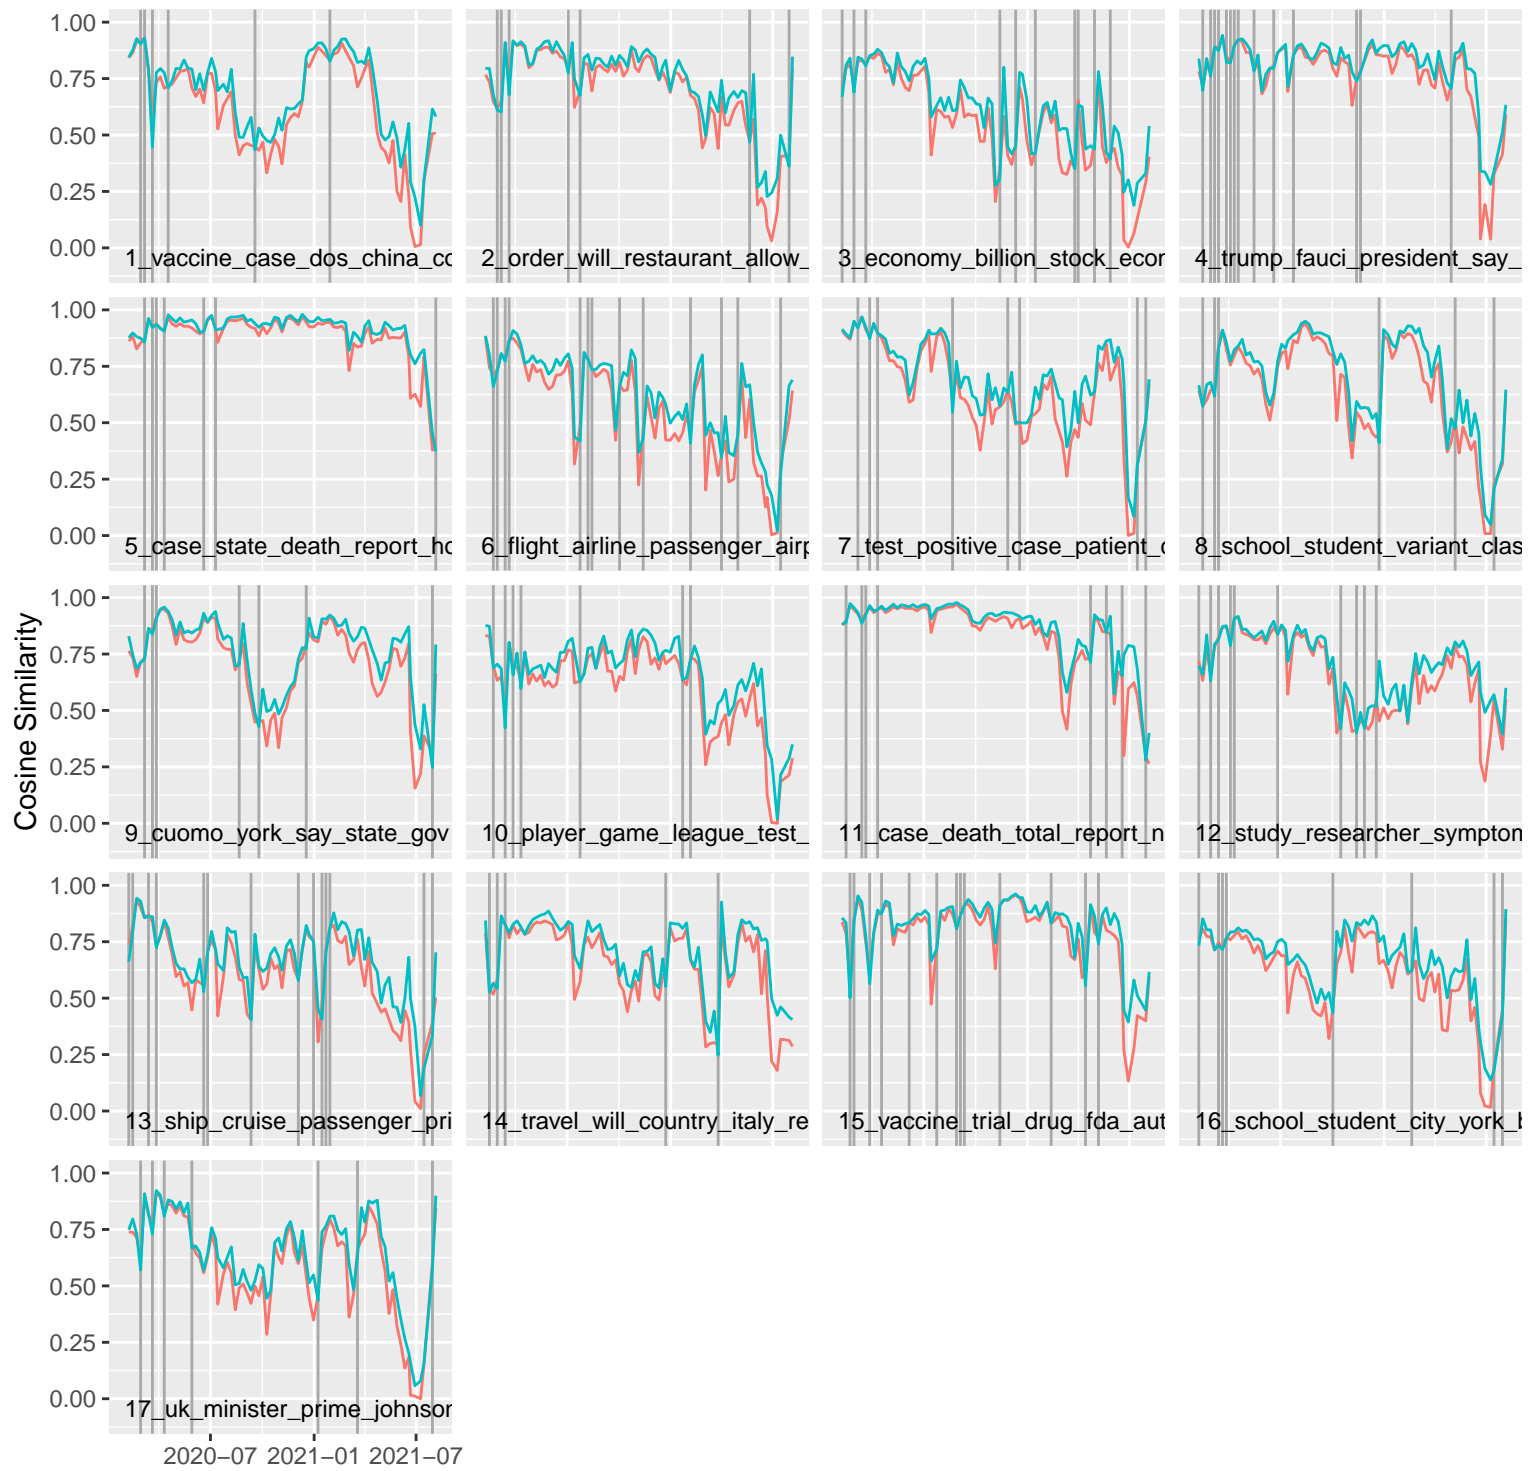 Cosine Similarity
1.00
0.75
0.50
0.25
0.00
1_vaccine_case_dos_china_co
2_order_will_restaurant_allow_
3_economy_billion_stock_econ
4_trump_fauci_president_say_
1.00
0.75
0.50
0.25
0.00
5_case_state_death_report_ho
6_flight_airline_passenger_airp
7_test_positive_case_patient_
8_school_student_variant_clas
1.00
0.75
0.50
0.25
0.00
9_cuomo_york_say_state_gov
10_player_game_league_test_
11_case_death_total_report_n
12_study_researcher_symptom
1.00
0.75
0.50
0.25
0.00
13_ship_cruise_passenger_pri
14_travel_will_country_italy_re
15_vaccine_trial_drug_fda_aut
16_school_student_city_york_b
1.00
0.75
0.50
0.25
0.00
17_uk_minister_prime_johnson
2020−07
2021−01
2021−07